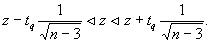 z − t_q 1/√(n − 3) ⊲ z ⊲ z + t_q 1/√(n − 3).